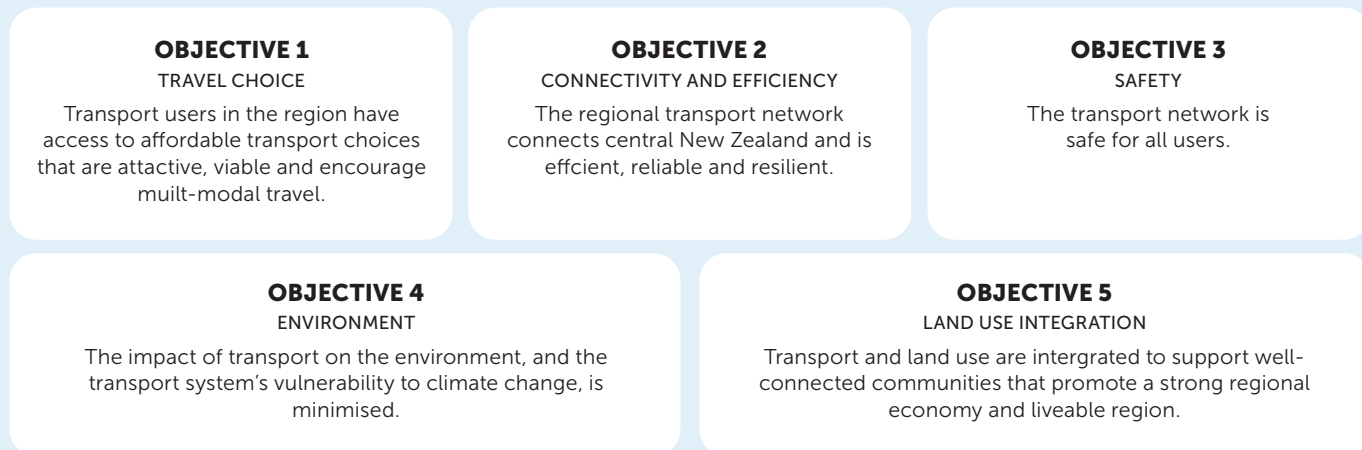 OBJECTIVE 1
TRAVEL CHOICE
Transport users in the region have
access to affordable transport choices
that are attactive, viable and encourage
muilt-modal travel.
OBJECTIVE 2
CONNECTIVITY AND EFFICIENCY
The regional transport network
connects central New Zealand and is
effcient, reliable and resilient.
OBJECTIVE 3
SAFETY
The transport network is
safe for all users.
OBJECTIVE 4
ENVIRONMENT
The impact of transport on the environment, and the
transport system’s vulnerability to climate change, is
minimised.
OBJECTIVE 5
LAND USE INTEGRATION
Transport and land use are intergrated to support well-
connected communities that promote a strong regional
economy and liveable region.